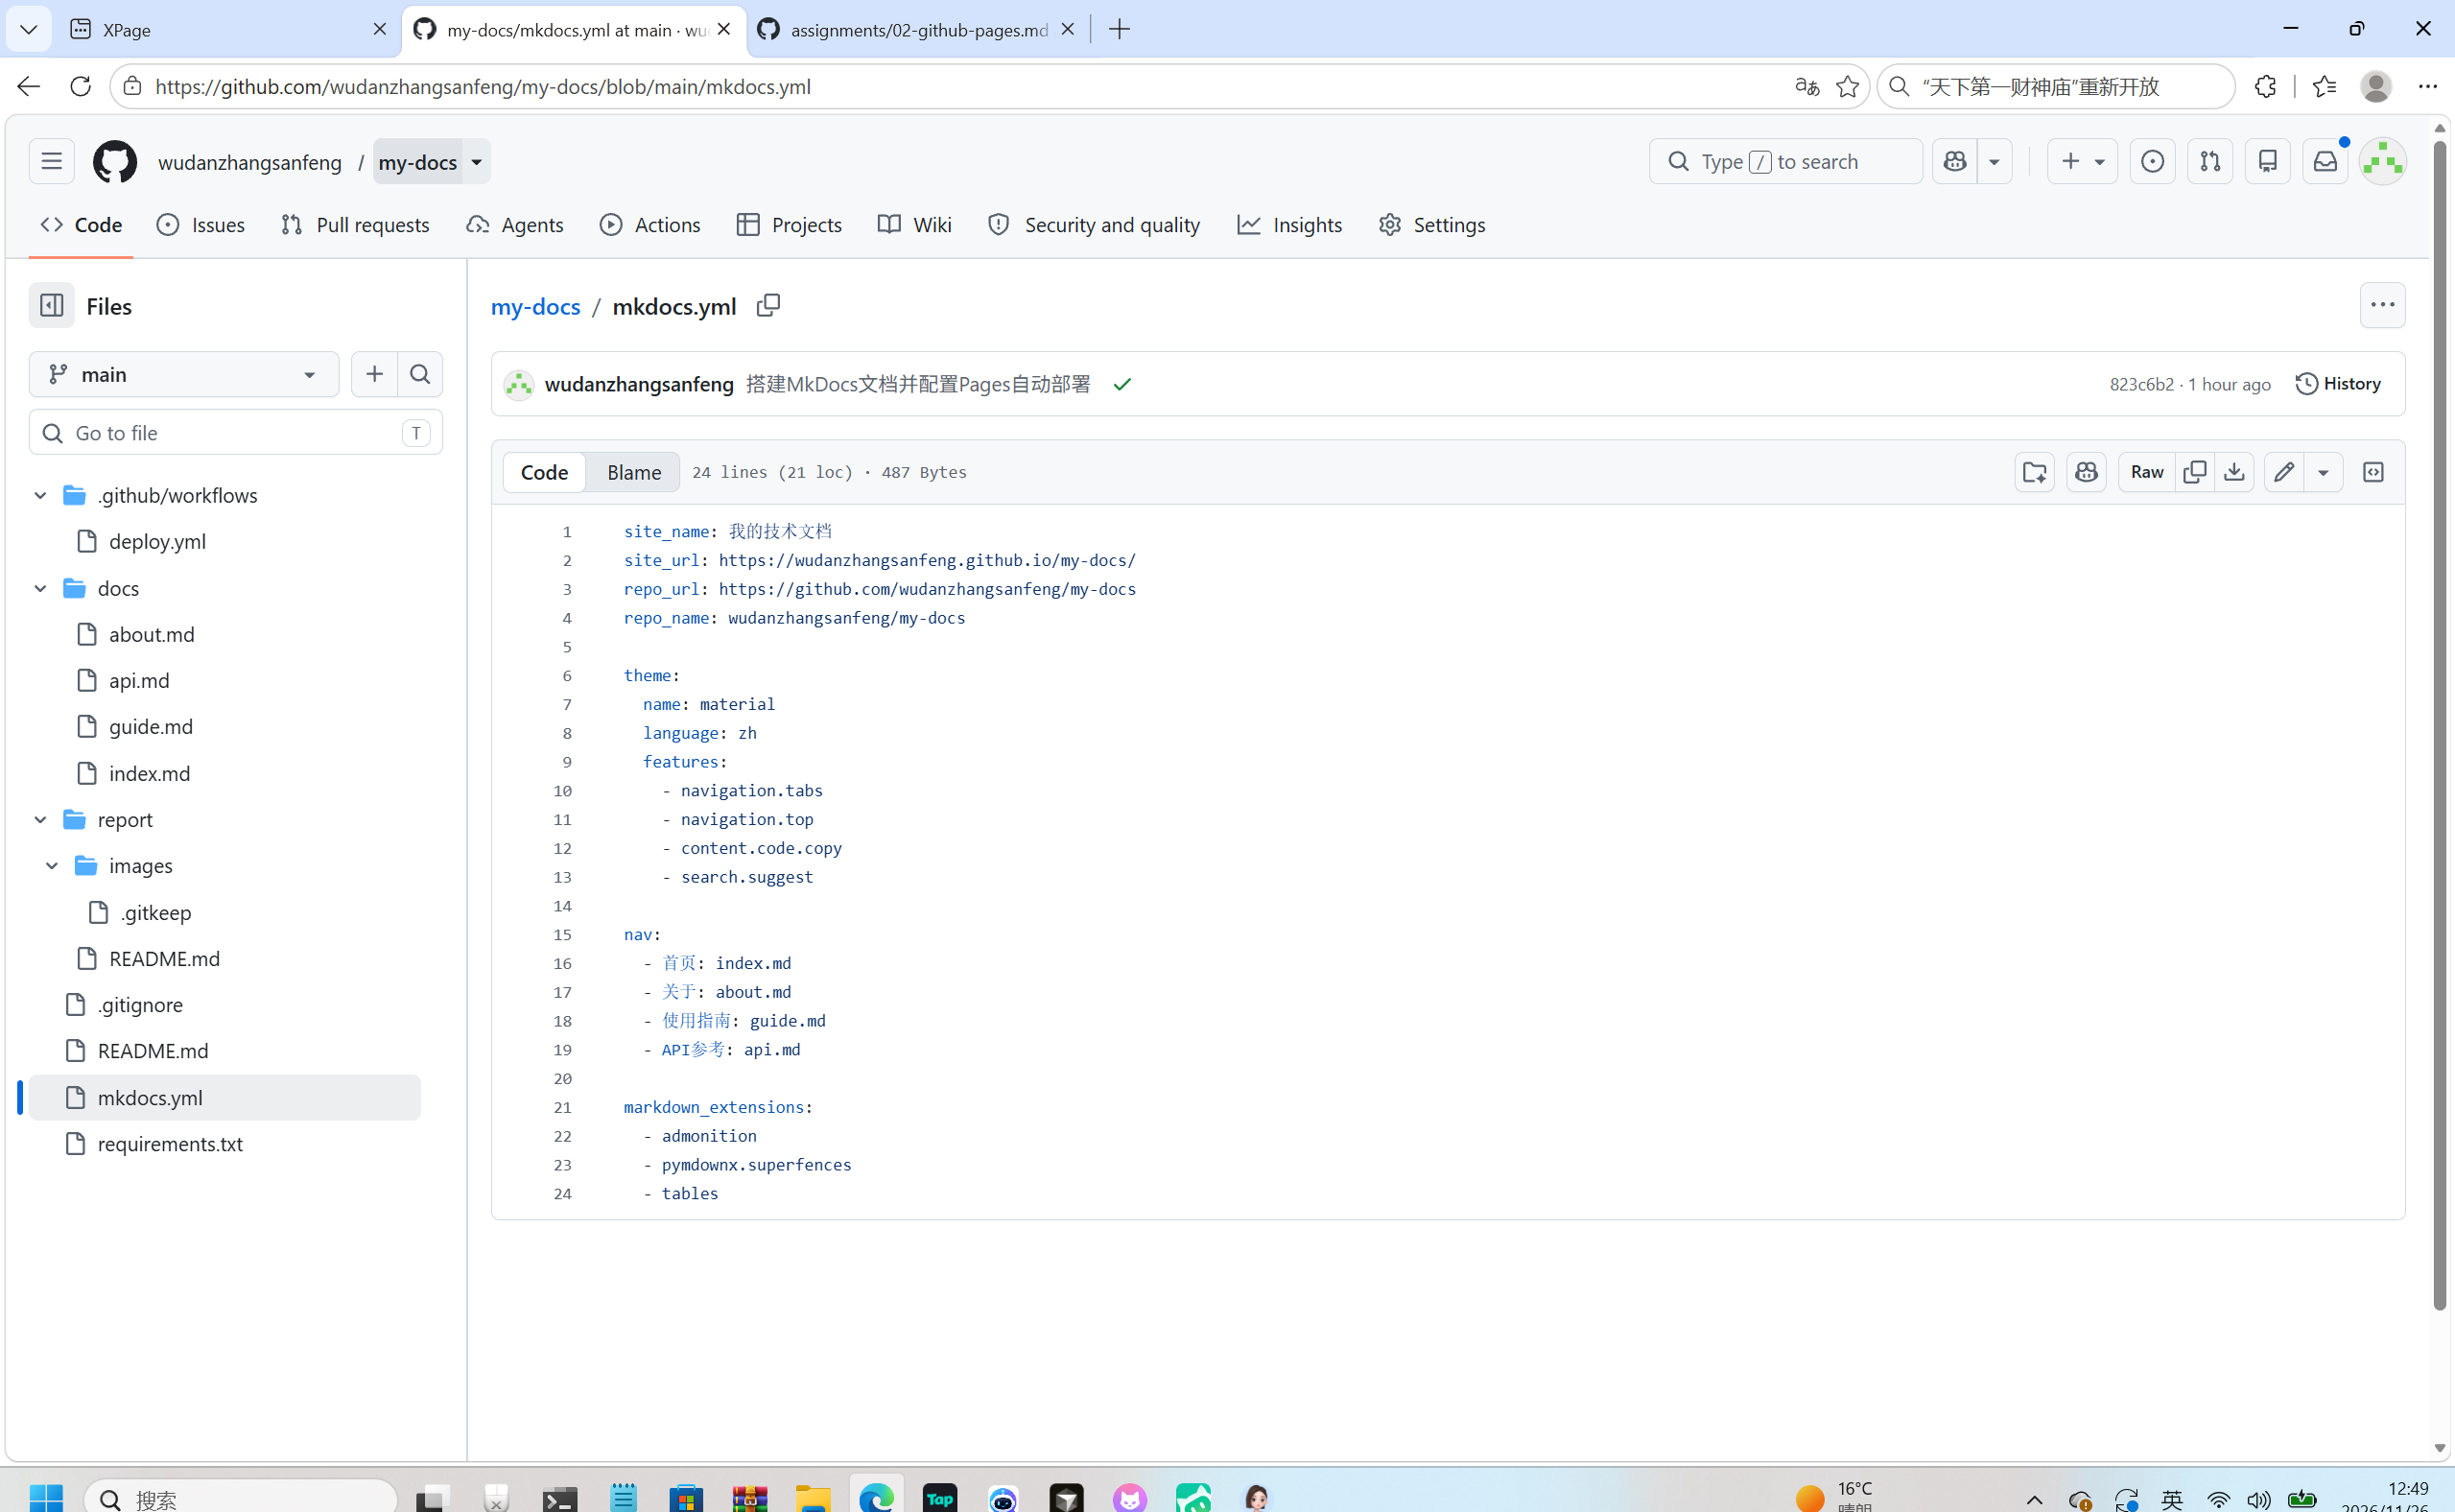 XPage
my-docs/mkdocs.yml at main · wu
assignments/02-github-pages.md
https://github.com/wudanzhangsanfeng/my-docs/blob/main/mkdocs.yml
“天下第一财神庙”重新开放
wudanzhangsanfeng / my-docs
Type / to search
Code
Issues
Pull requests
Agents
Actions
Projects
Wiki
Security and quality
Insights
Settings
Files
main
Go to file
T
.github/workflows
deploy.yml
docs
about.md
api.md
guide.md
index.md
report
images
.gitkeep
README.md
.gitignore
README.md
mkdocs.yml
requirements.txt
my-docs / mkdocs.yml
wudanzhangsanfeng 搭建MkDocs文档并配置Pages自动部署
823c6b2 · 1 hour ago
History
Code
Blame
24 lines (21 loc) · 487 Bytes
Raw
1 site_name: 我的技术文档
2 site_url: https://wudanzhangsanfeng.github.io/my-docs/
3 repo_url: https://github.com/wudanzhangsanfeng/my-docs
4 repo_name: wudanzhangsanfeng/my-docs
5
6 theme:
7 name: material
8 language: zh
9 features:
10 - navigation.tabs
11 - navigation.top
12 - content.code.copy
13 - search.suggest
14
15 nav:
16 - 首页: index.md
17 - 关于: about.md
18 - 使用指南: guide.md
19 - API参考: api.md
20
21 markdown_extensions:
22 - admonition
23 - pymdownx.superfences
24 - tables
搜索
Tap
16°C
晴朗
英
12:49
2026/11/26